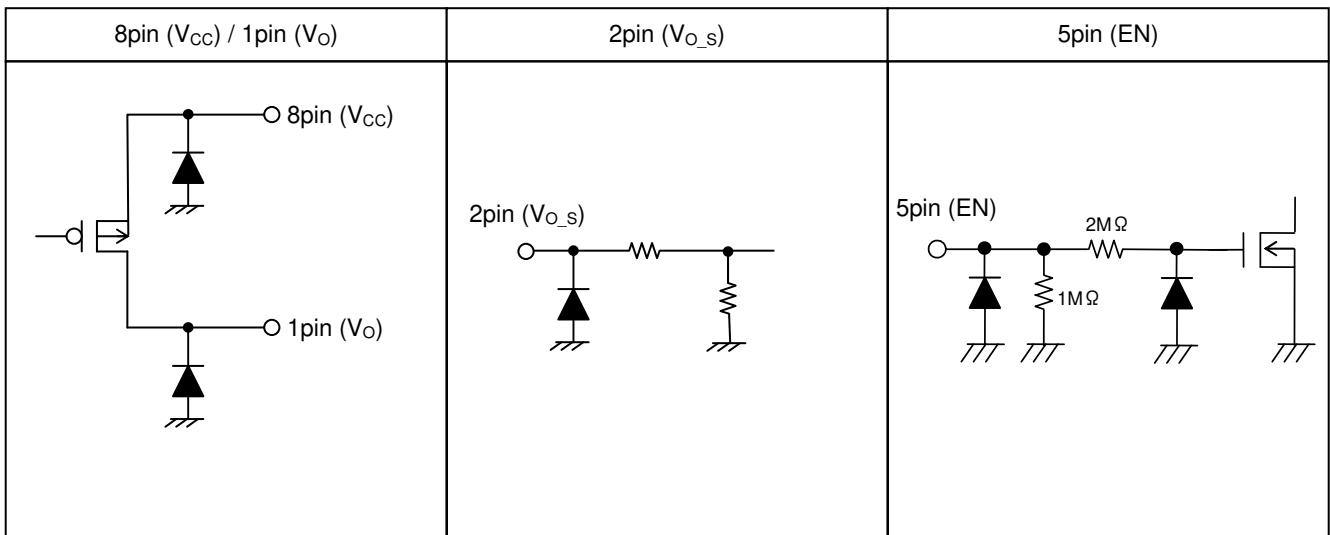 8pin (VCC) / 1pin (VO)
2pin (VO_S)
5pin (EN)
8pin (VCC)
1pin (VO)
2pin (VO_S)
5pin (EN)
2MΩ
1MΩ